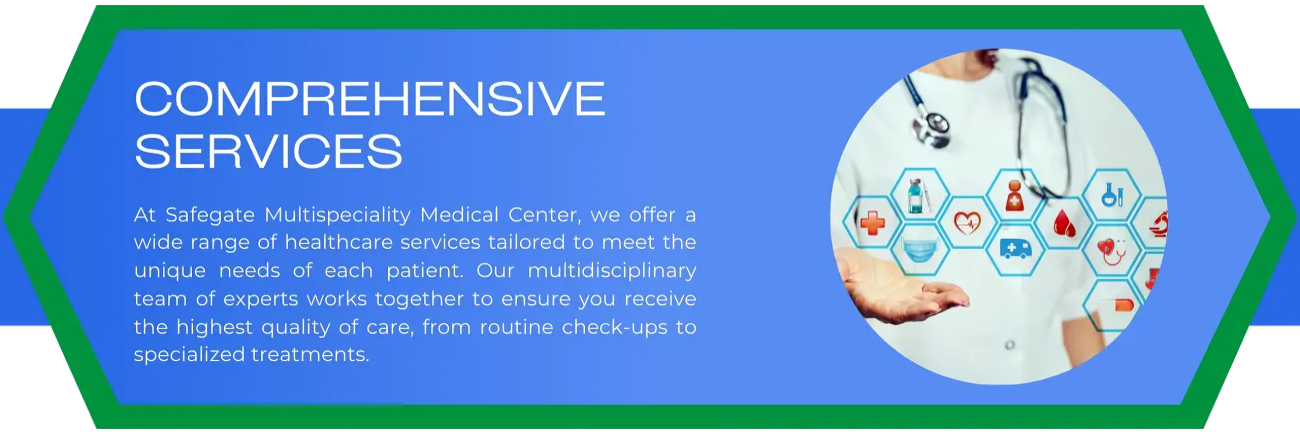 COMPREHENSIVE
SERVICES
At Safegate Multispeciality Medical Center, we offer a
wide range of healthcare services tailored to meet the
unique needs of each patient. Our multidisciplinary
team of experts works together to ensure you receive
the highest quality of care, from routine check-ups to
specialized treatments.